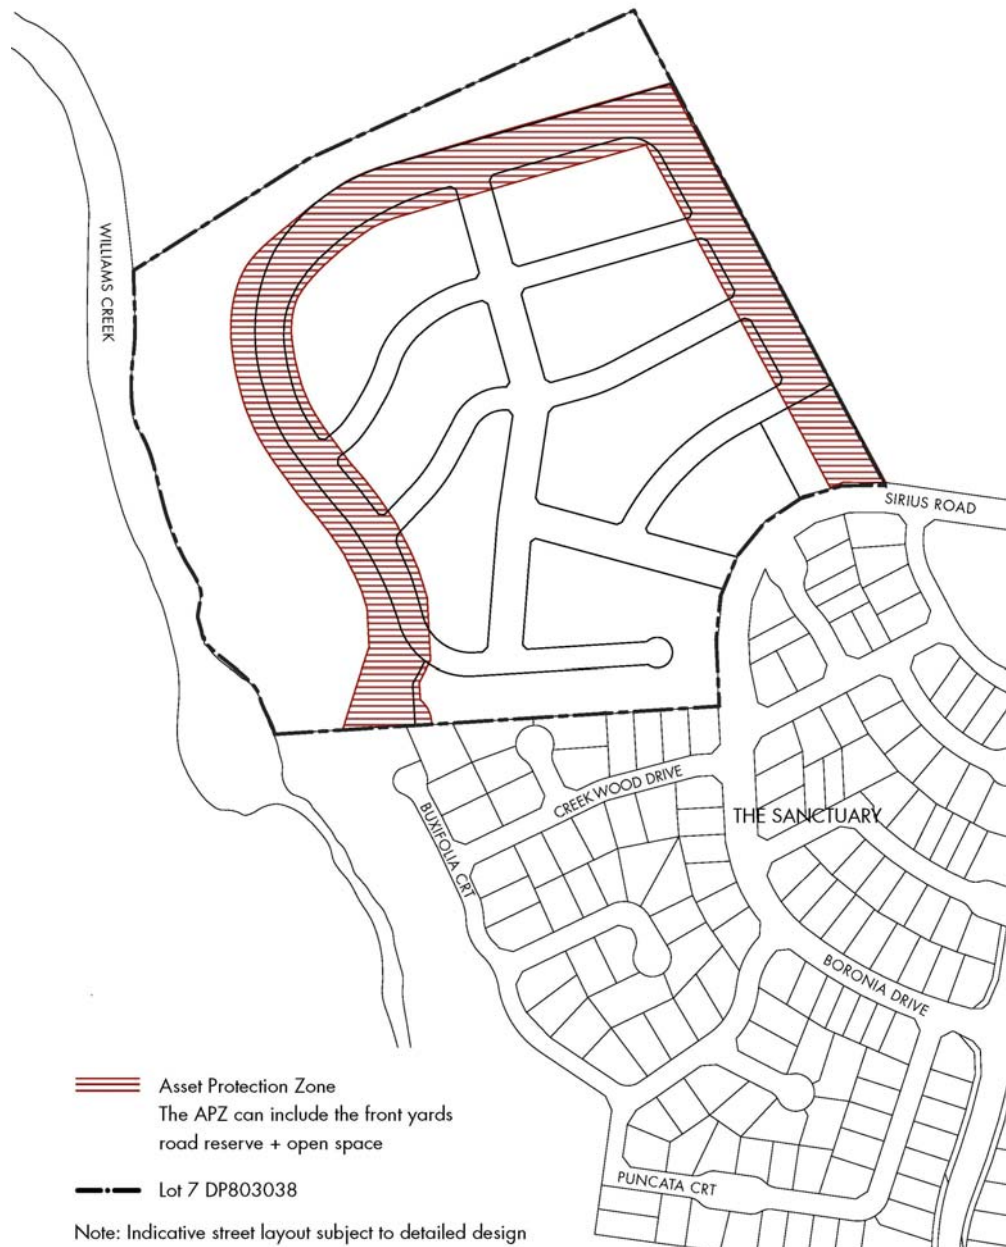 WILLIAMS CREEK
SIRIUS ROAD
CREEK WOOD DRIVE
THE SANCTUARY
BUXIFOLIA CRT
BORONIA DRIVE
Asset Protection Zone
The APZ can include the front yards
road reserve + open space
Lot 7 DP803038
PUNCATA CRT
Note: Indicative street layout subject to detailed design